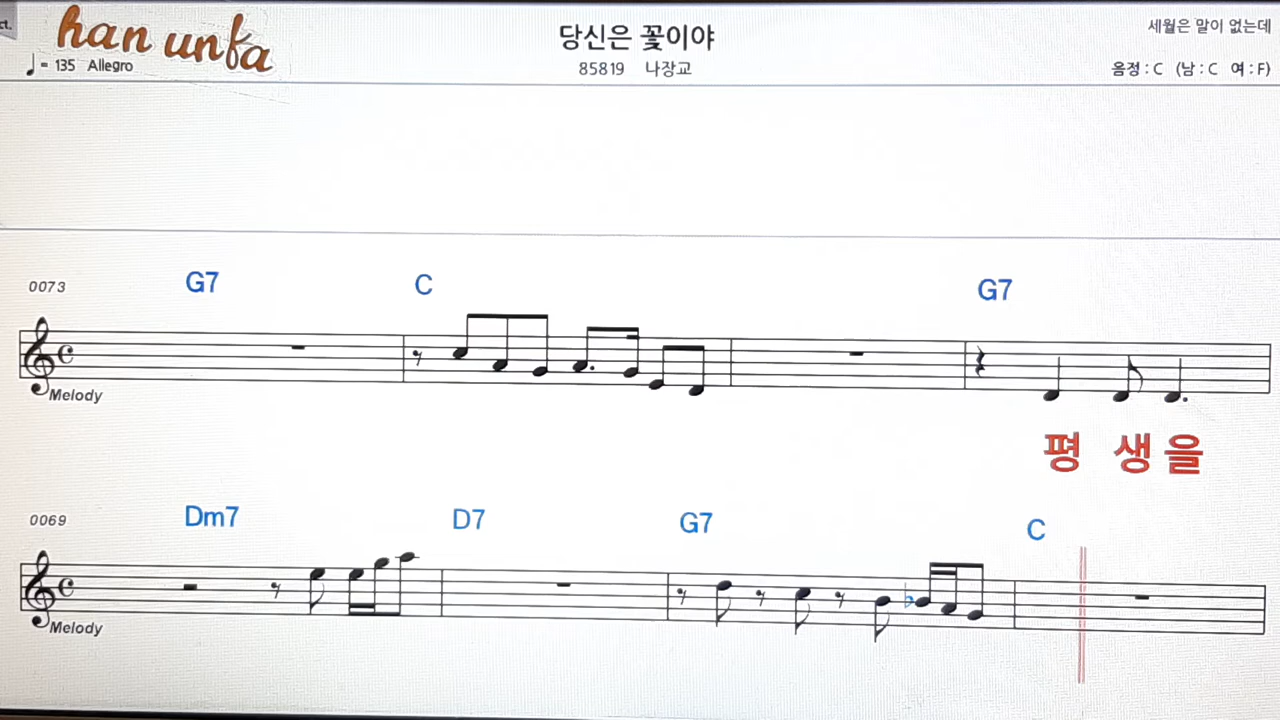 ct.
han unfa
당신은 꽃이야
세월은 말이 없는데
♩ = 135 Allegro
85819 나장교
음정 : C (남 : C 여 : F)
0073
G7 C G7
Melody
평 생 을
0069
Dm7 D7 G7 C
Melody